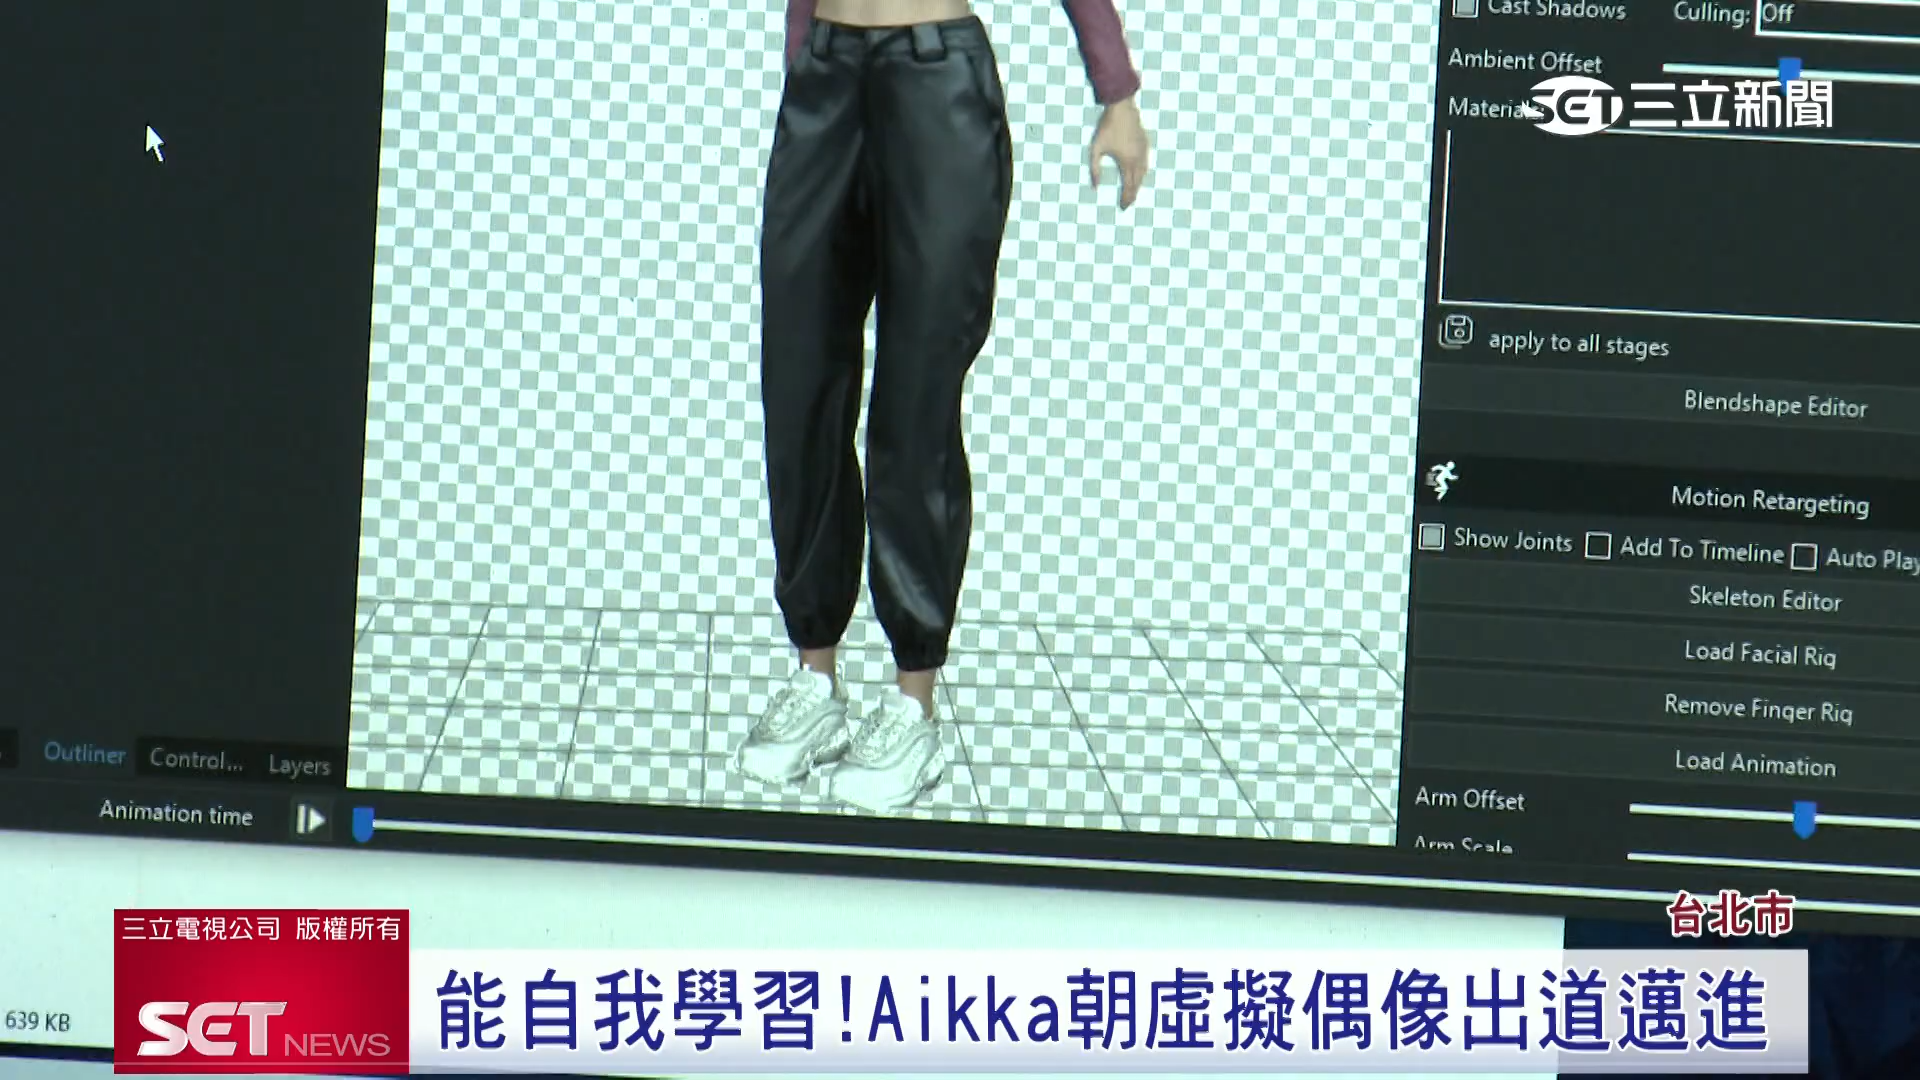 Cast Shadows
Culling: Off
Ambient Offset
SET三立新聞
apply to all stages
Blendshape Editor
Motion Retargeting
Show Joints
Add To Timeline
Auto Play
Skeleton Editor
Load Facial Rig
Remove Finger Rig
Load Animation
Arm Offset
Arm Scale
Outliner
Control...
Layers
Animation time
台北市
三立電視公司 版權所有
SET NEWS
能自我學習!Aikka朝虛擬偶像出道邁進
639 KB